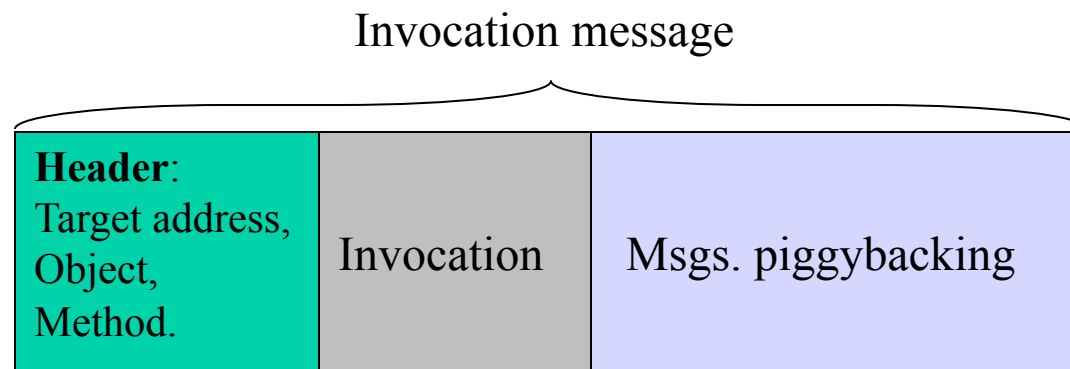 Invocation message
Header:
Target address,
Object,
Method.
Invocation
Msgs. piggybacking